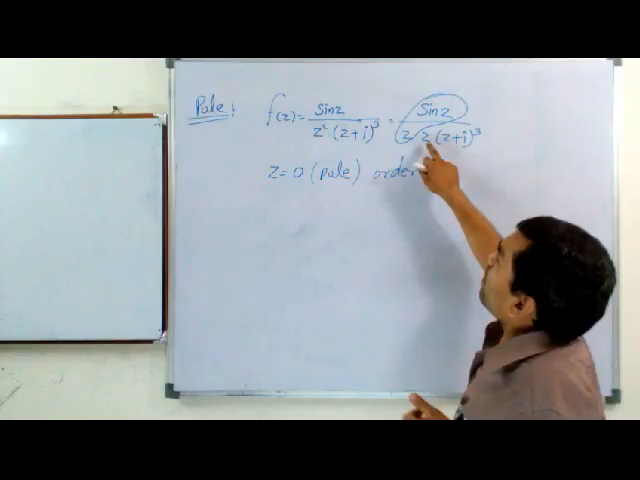 Pole : f(z) = Sinz / z² · (z+i)³ = Sinz / z · z (z+i)³
z = 0 (pole) order